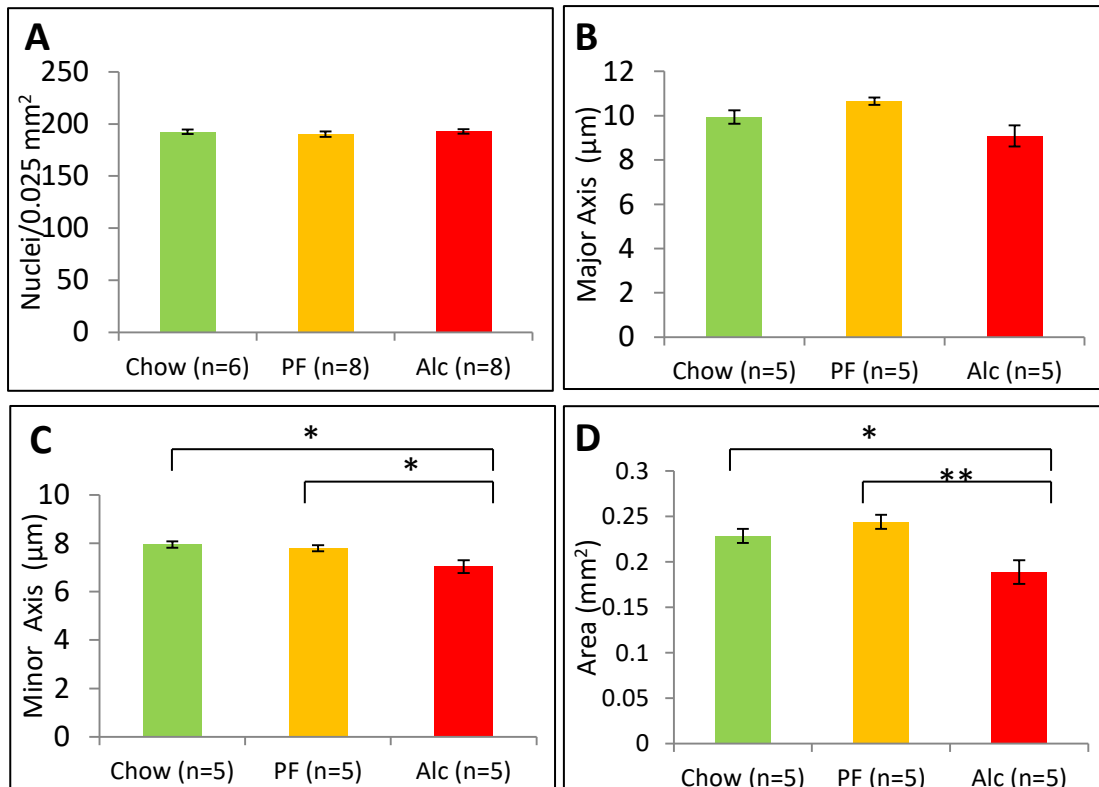 A
Nuclei/0.025 mm²
250
200
150
100
50
0
Chow (n=6) PF (n=8) Alc (n=8)
B
Major Axis (µm)
12
10
8
6
4
2
0
Chow (n=5) PF (n=5) Alc (n=5)
C
*
*
Minor Axis (µm)
10
8
6
4
2
0
Chow (n=5) PF (n=5) Alc (n=5)
D
*
**
Area (mm²)
0.3
0.25
0.2
0.15
0.1
0.05
0
Chow (n=5) PF (n=5) Alc (n=5)